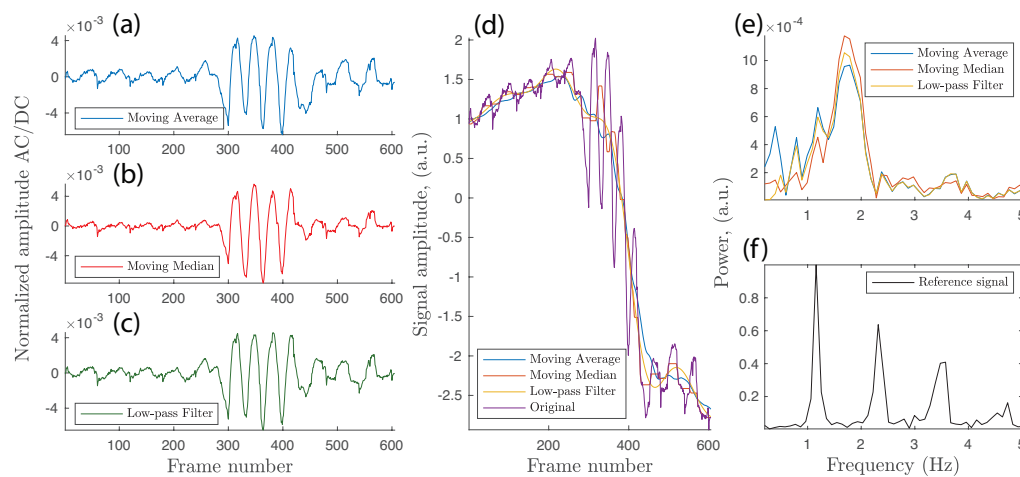 (a)
×10⁻³
4
0
-4
Moving Average
100 200 300 400 500 600
(b)
×10⁻³
4
0
-4
Moving Median
100 200 300 400 500 600
(c)
×10⁻³
4
0
-4
Low-pass Filter
100 200 300 400 500 600
Frame number
Normalized amplitude AC/DC
(d)
2
1.5
1
0.5
0
-0.5
-1
-1.5
-2
-2.5
Moving Average
Moving Median
Low-pass Filter
Original
200 400 600
Frame number
Signal amplitude, (a.u.)
(e)
×10⁻⁴
10
8
6
4
2
Moving Average
Moving Median
Low-pass Filter
1 2 3 4 5
Power, (a.u.)
(f)
0.8
0.6
0.4
0.2
Reference signal
1 2 3 4 5
Frequency (Hz)